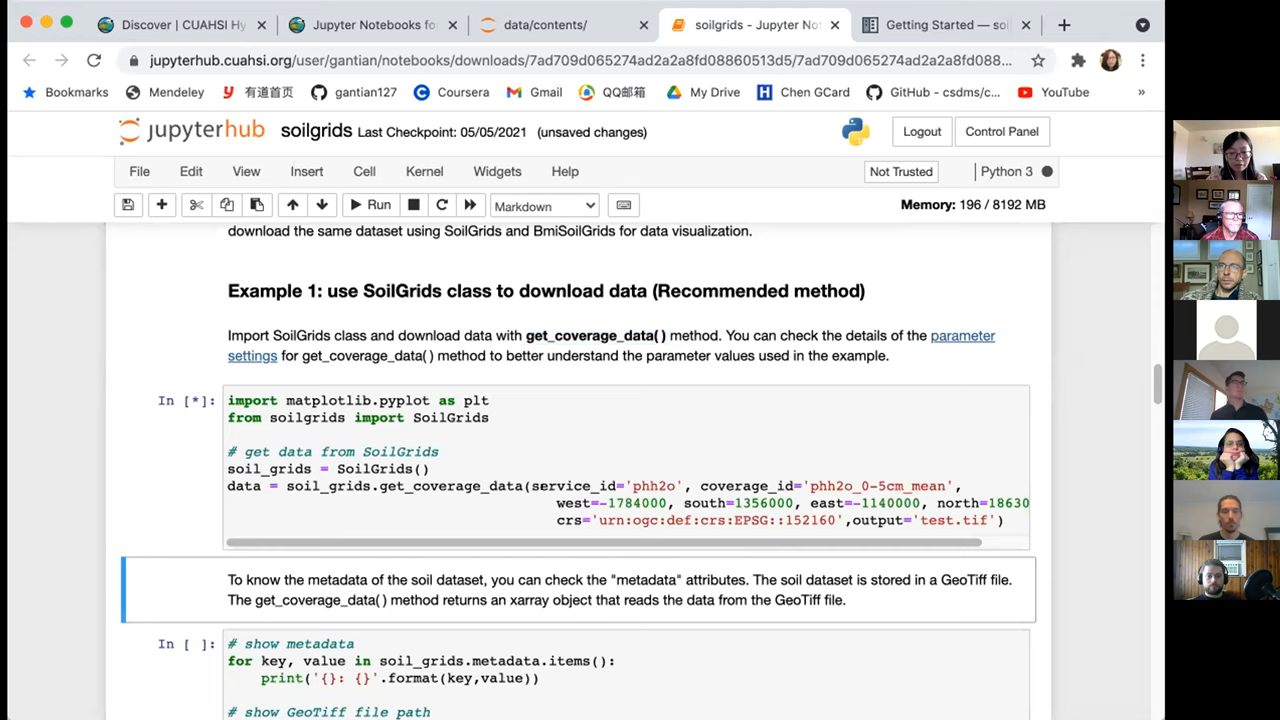 Discover | CUAHSI Hy
Jupyter Notebooks for
data/contents/
soilgrids - Jupyter Not
Getting Started — soi
jupyterhub.cuahsi.org/user/gantian/notebooks/downloads/7ad709d065274ad2a2a8fd08860513d5/7ad709d065274ad2a2a8fd088...
Bookmarks
Mendeley
有道首页
gantian127
Coursera
Gmail
QQ邮箱
My Drive
Chen GCard
GitHub - csdms/c...
YouTube
»
jupyterhub soilgrids Last Checkpoint: 05/05/2021 (unsaved changes)
Logout
Control Panel
File Edit View Insert Cell Kernel Widgets Help
Not Trusted
Python 3
Run
Markdown
Memory: 196 / 8192 MB
download the same dataset using SoilGrids and BmiSoilGrids for data visualization.
Example 1: use SoilGrids class to download data (Recommended method)
Import SoilGrids class and download data with get_coverage_data( ) method. You can check the details of the parameter
settings for get_coverage_data( ) method to better understand the parameter values used in the example.
In [*]:
import matplotlib.pyplot as plt
from soilgrids import SoilGrids
# get data from SoilGrids
soil_grids = SoilGrids()
data = soil_grids.get_coverage_data(service_id='phh2o', coverage_id='phh2o_0-5cm_mean',
west=-1784000, south=1356000, east=-1140000, north=18630
crs='urn:ogc:def:crs:EPSG::152160',output='test.tif')
To know the metadata of the soil dataset, you can check the "metadata" attributes. The soil dataset is stored in a GeoTiff file.
The get_coverage_data( ) method returns an xarray object that reads the data from the GeoTiff file.
In [ ]:
# show metadata
for key, value in soil_grids.metadata.items():
print('{}: {}'.format(key,value))
# show GeoTiff file path